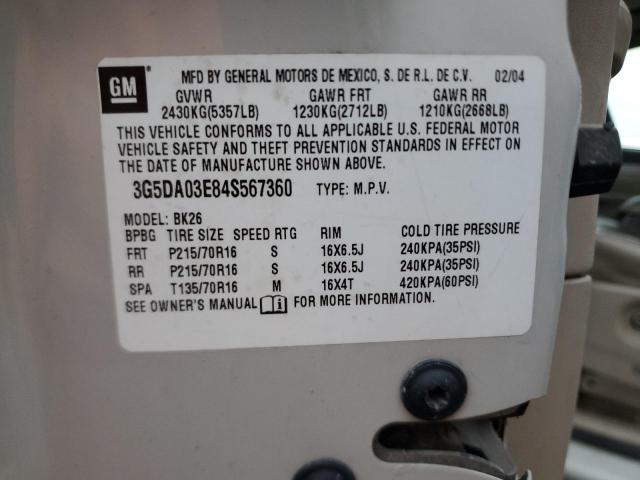 GM
MFD BY GENERAL MOTORS DE MEXICO, S. DE R.L. DE C.V. 02/04
GVWR GAWR FRT GAWR RR
2430KG(5357LB) 1230KG(2712LB) 1210KG(2668LB)
THIS VEHICLE CONFORMS TO ALL APPLICABLE U.S. FEDERAL MOTOR
VEHICLE SAFETY AND THEFT PREVENTION STANDARDS IN EFFECT ON
THE DATE OF MANUFACTURE SHOWN ABOVE.
3G5DA03E84S567360 TYPE: M.P.V.
MODEL: BK26
BPBG TIRE SIZE SPEED RTG RIM COLD TIRE PRESSURE
FRT P215/70R16 S 16X6.5J 240KPA(35PSI)
RR P215/70R16 S 16X6.5J 240KPA(35PSI)
SPA T135/70R16 M 16X4T 420KPA(60PSI)
SEE OWNER'S MANUAL FOR MORE INFORMATION.